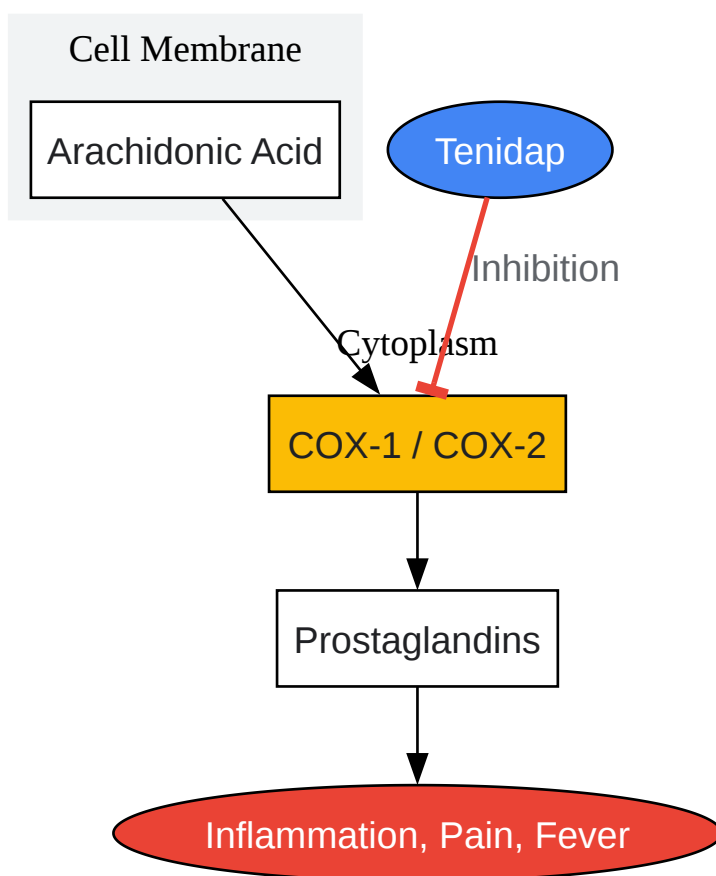 Cell Membrane
Arachidonic Acid
Tenidap
Inhibition
Cytoplasm
COX-1 / COX-2
Prostaglandins
Inflammation, Pain, Fever